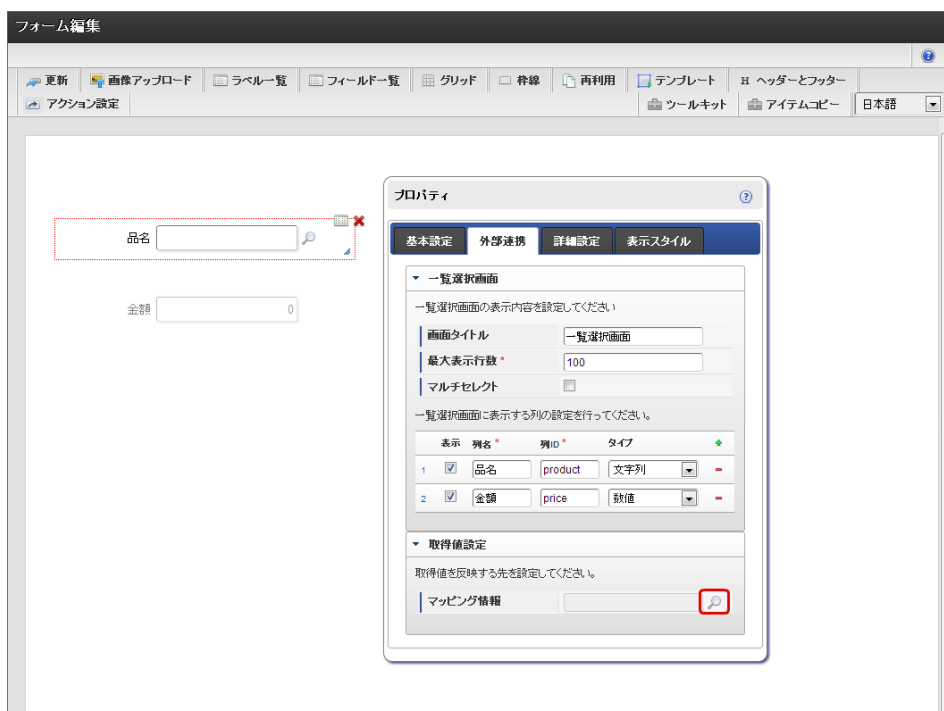 フォーム編集
更新 画像アップロード ラベル一覧 フィールド一覧 グリッド 枠線 再利用 テンプレート H ヘッダーとフッター
アクション設定 ツールキット アイテムコピー 日本語
プロパティ
品名
金額 0
基本設定 外部連携 詳細設定 表示スタイル
一覧選択画面
一覧選択画面の表示内容を設定してください
画面タイトル 一覧選択画面
最大表示行数* 100
マルチセレクト
一覧選択画面に表示する列の設定を行ってください。
表示 列名* 列ID* タイプ
1 品名 product 文字列
2 金額 price 数値
取得値設定
取得値を反映する先を設定してください。
マッピング情報